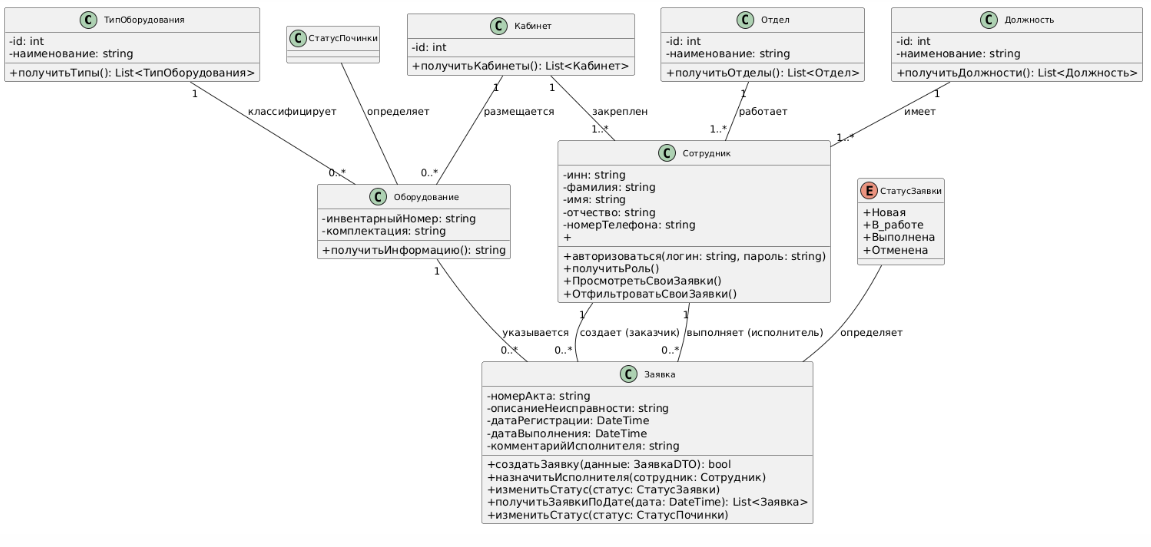 C ТипОборудования
-id: int
-наименование: string
+получитьТипы(): List<ТипОборудования>
C СтатусПочинки
C Кабинет
-id: int
+получитьКабинеты(): List<Кабинет>
C Отдел
-id: int
-наименование: string
+получитьОтделы(): List<Отдел>
C Должность
-id: int
-наименование: string
+получитьДолжности(): List<Должность>
1 1 1 1 1
классифицирует определяет размещается закреплен работает имеет
0..* 0..* 1..* 1..* 1..*
C Оборудование
-инвентарныйНомер: string
-комплектация: string
+получитьИнформацию(): string
C Сотрудник
-инн: string
-фамилия: string
-имя: string
-отчество: string
-номерТелефона: string
+
+авторизоваться(логин: string, пароль: string)
+получитьРоль()
+ПросмотретьСвоиЗаявки()
+ОтфильтроватьСвоиЗаявки()
E СтатусЗаявки
+Новая
+В_работе
+Выполнена
+Отменена
1 1 1
указывается создает (заказчик) выполняет (исполнитель) определяет
0..* 0..* 0..*
C Заявка
-номерАкта: string
-описаниеНеисправности: string
-датаРегистрации: DateTime
-датаВыполнения: DateTime
-комментарийИсполнителя: string
+создатьЗаявку(данные: ЗаявкаDTO): bool
+назначитьИсполнителя(сотрудник: Сотрудник)
+изменитьСтатус(статус: СтатусЗаявки)
+получитьЗаявкиПоДате(дата: DateTime): List<Заявка>
+изменитьСтатус(статус: СтатусПочинки)